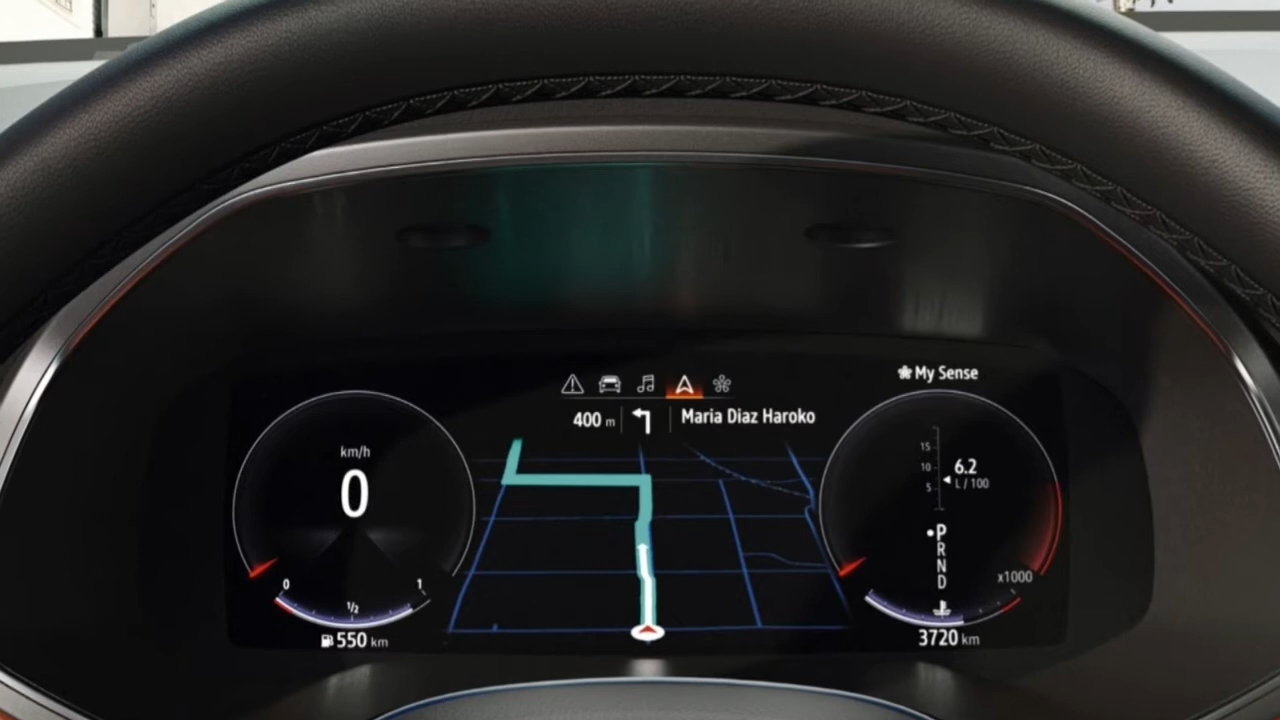 My Sense
400 m
Maria Diaz Haroko
km/h
0
15
10
5
6.2
L / 100
P
R
N
D
x1000
0
1/2
1
550 km
3720 km